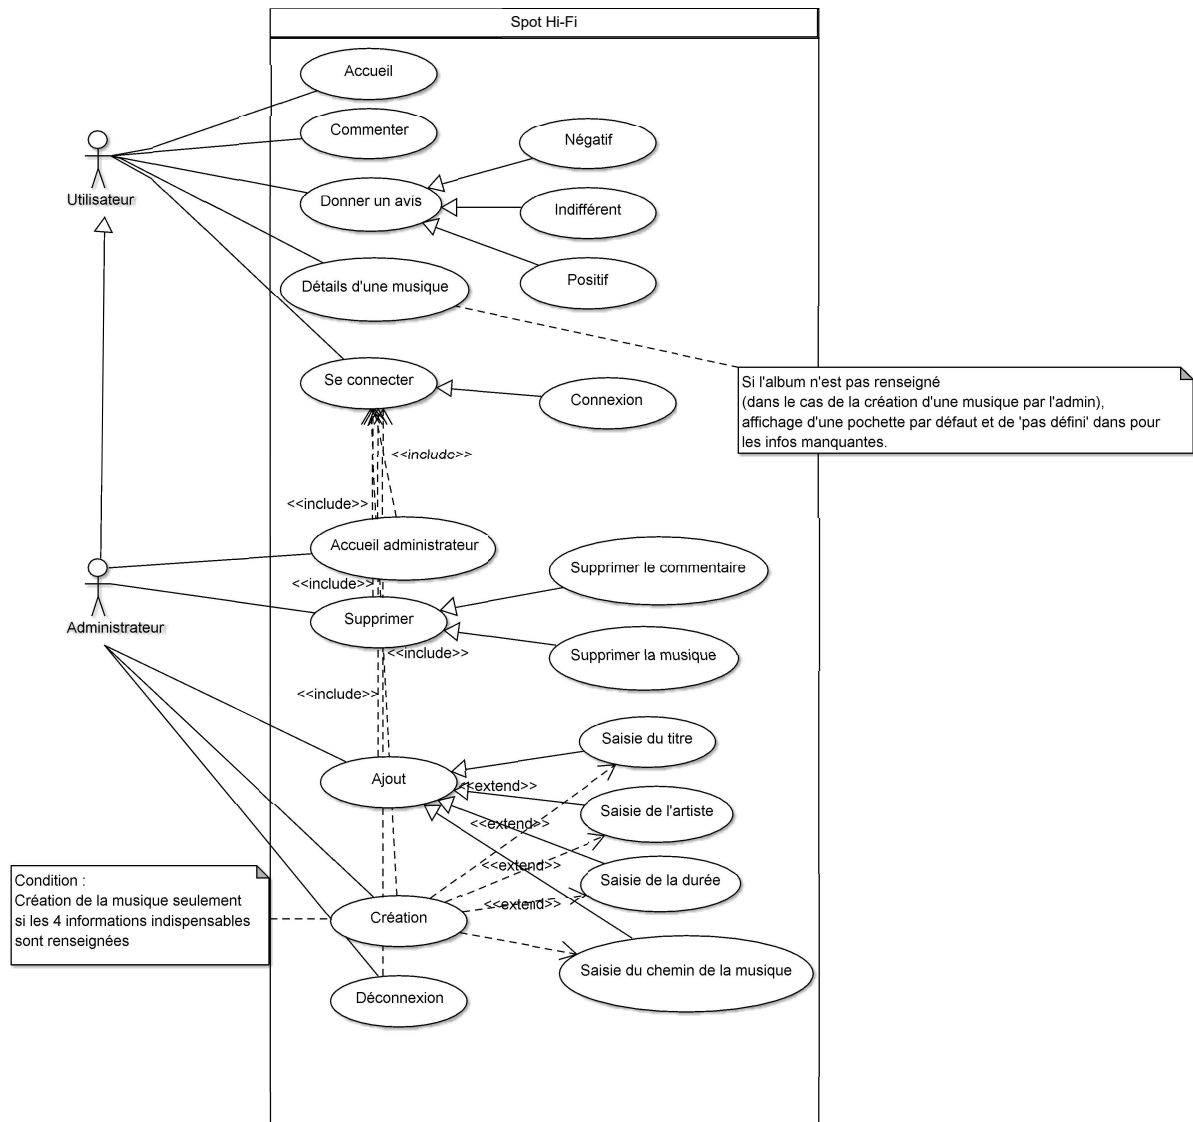 Spot Hi-Fi
Accueil
Commenter
Négatif
Utilisateur
Donner un avis
Indifférent
Détails d'une musique
Positif
Se connecter
Connexion
Si l'album n'est pas renseigné
(dans le cas de la création d'une musique par l'admin),
affichage d'une pochette par défaut et de 'pas défini' dans pour
les infos manquantes.
<<include>>
<<include>>
Accueil administrateur
Supprimer le commentaire
<<include>>
Administrateur
Supprimer
<<include>>
Supprimer la musique
<<include>>
Saisie du titre
Ajout
<<extend>>
Saisie de l'artiste
<<extend>>
<<extend>>
Saisie de la durée
<<extend>>
Condition :
Création de la musique seulement
si les 4 informations indispensables
sont renseignées
Création
Saisie du chemin de la musique
Déconnexion